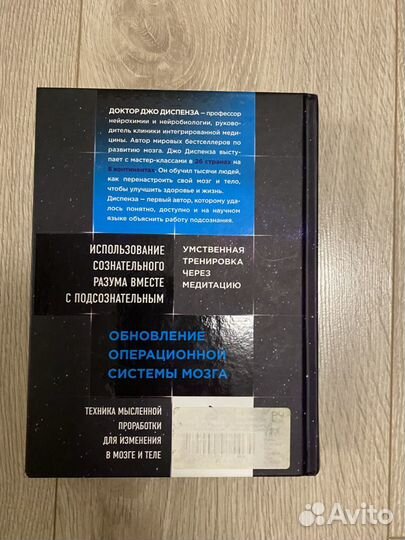 ДОКТОР ДЖО ДИСПЕНЗА – профессор
нейрохимии и нейробиологии, руково-
дитель клиники интегрированной меди-
цины. Автор мировых бестселлеров по
развитию мозга. Джо Диспенза высту-
пает с мастер-классами в 26 странах на
6 континентах. Он обучил тысячи людей,
как перенастроить свой мозг и тело,
чтобы улучшить здоровье и жизнь.
Диспенза – первый автор, которому уда-
лось понятно, доступно и на научном
языке объяснить работу подсознания.
ИСПОЛЬЗОВАНИЕ
СОЗНАТЕЛЬНОГО
РАЗУМА ВМЕСТЕ
С ПОДСОЗНАТЕЛЬНЫМ
УМСТВЕННАЯ
ТРЕНИРОВКА
ЧЕРЕЗ
МЕДИТАЦИЮ
ОБНОВЛЕНИЕ
ОПЕРАЦИОННОЙ
СИСТЕМЫ МОЗГА
ТЕХНИКА МЫСЛЕННОЙ
ПРОРАБОТКИ
ДЛЯ ИЗМЕНЕНИЯ
В МОЗГЕ И ТЕЛЕ
Avito